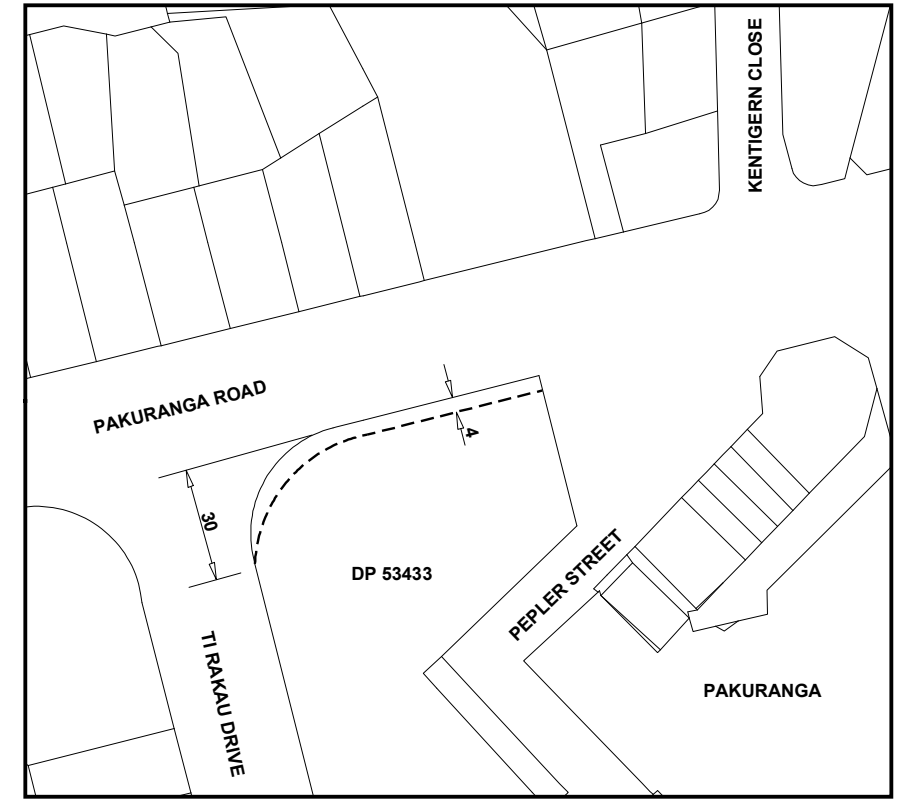 KENTIGERN CLOSE
PAKURANGA ROAD
4
30
DP 53433
PEPLER STREET
TI RAKAU DRIVE
PAKURANGA